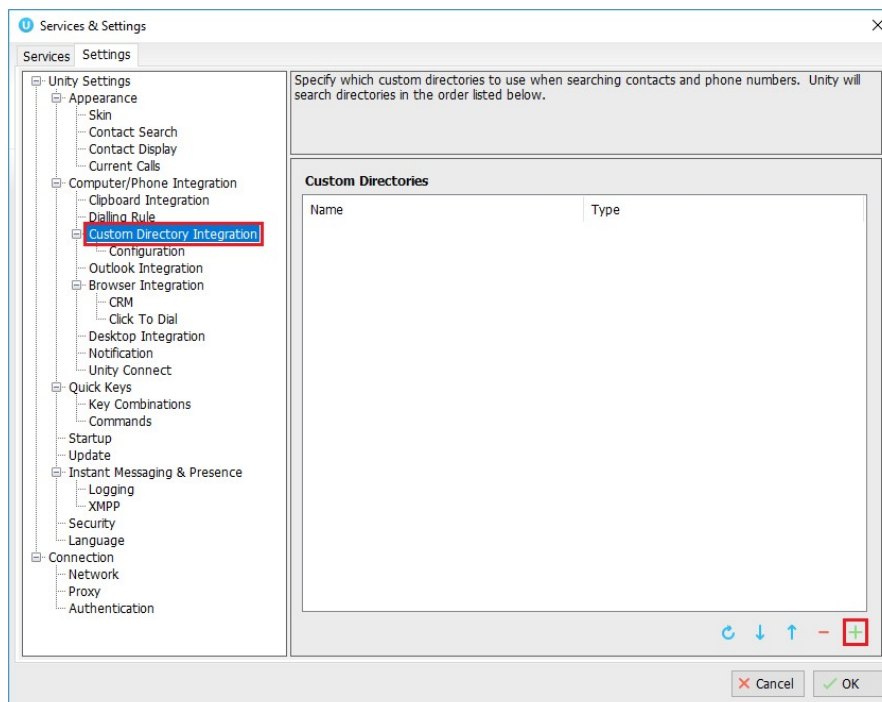 Services & Settings
Services
Settings
Unity Settings
Appearance
Skin
Contact Search
Contact Display
Current Calls
Computer/Phone Integration
Clipboard Integration
Dialling Rule
Custom Directory Integration
Configuration
Outlook Integration
Browser Integration
CRM
Click To Dial
Desktop Integration
Notification
Unity Connect
Quick Keys
Key Combinations
Commands
Startup
Update
Instant Messaging & Presence
Logging
XMPP
Security
Language
Connection
Network
Proxy
Authentication
Specify which custom directories to use when searching contacts and phone numbers. Unity will
search directories in the order listed below.
Custom Directories
Name
Type
Cancel
OK